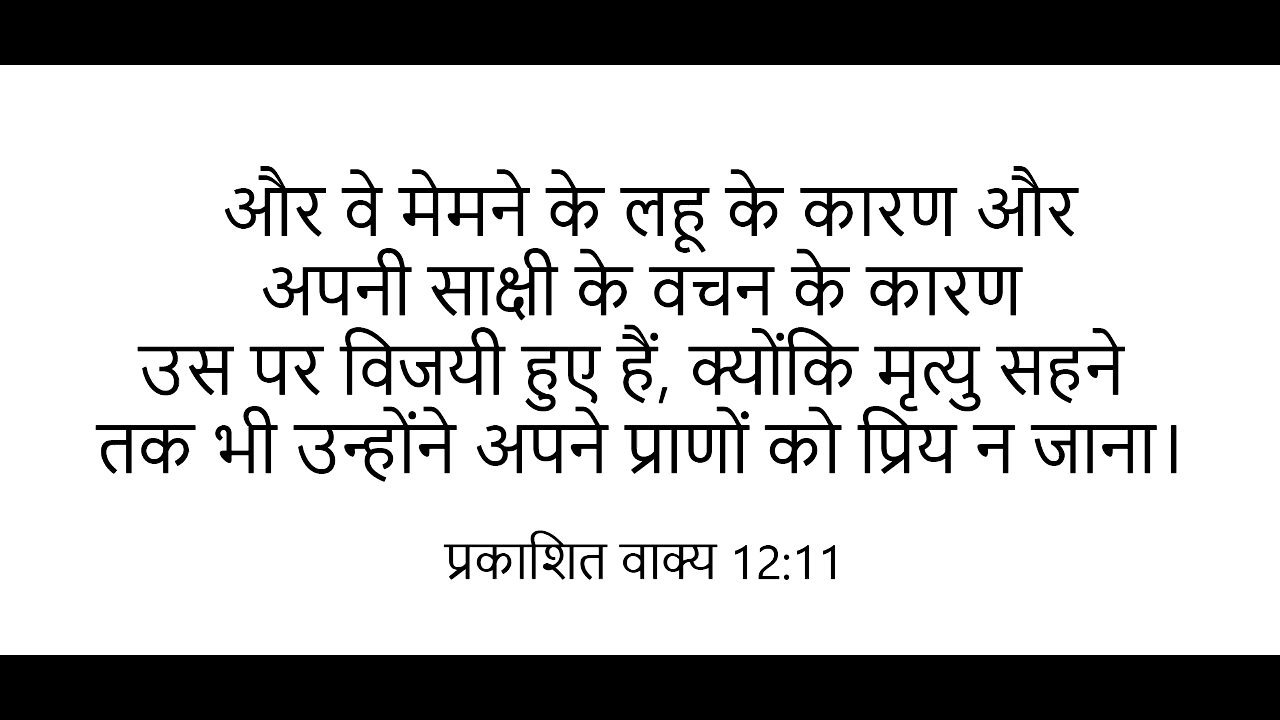 और वे मेमने के लहू के कारण और
अपनी साक्षी के वचन के कारण
उस पर विजयी हुए हैं, क्योंकि मृत्यु सहने
तक भी उन्होंने अपने प्राणों को प्रिय न जाना।
प्रकाशित वाक्य 12:11